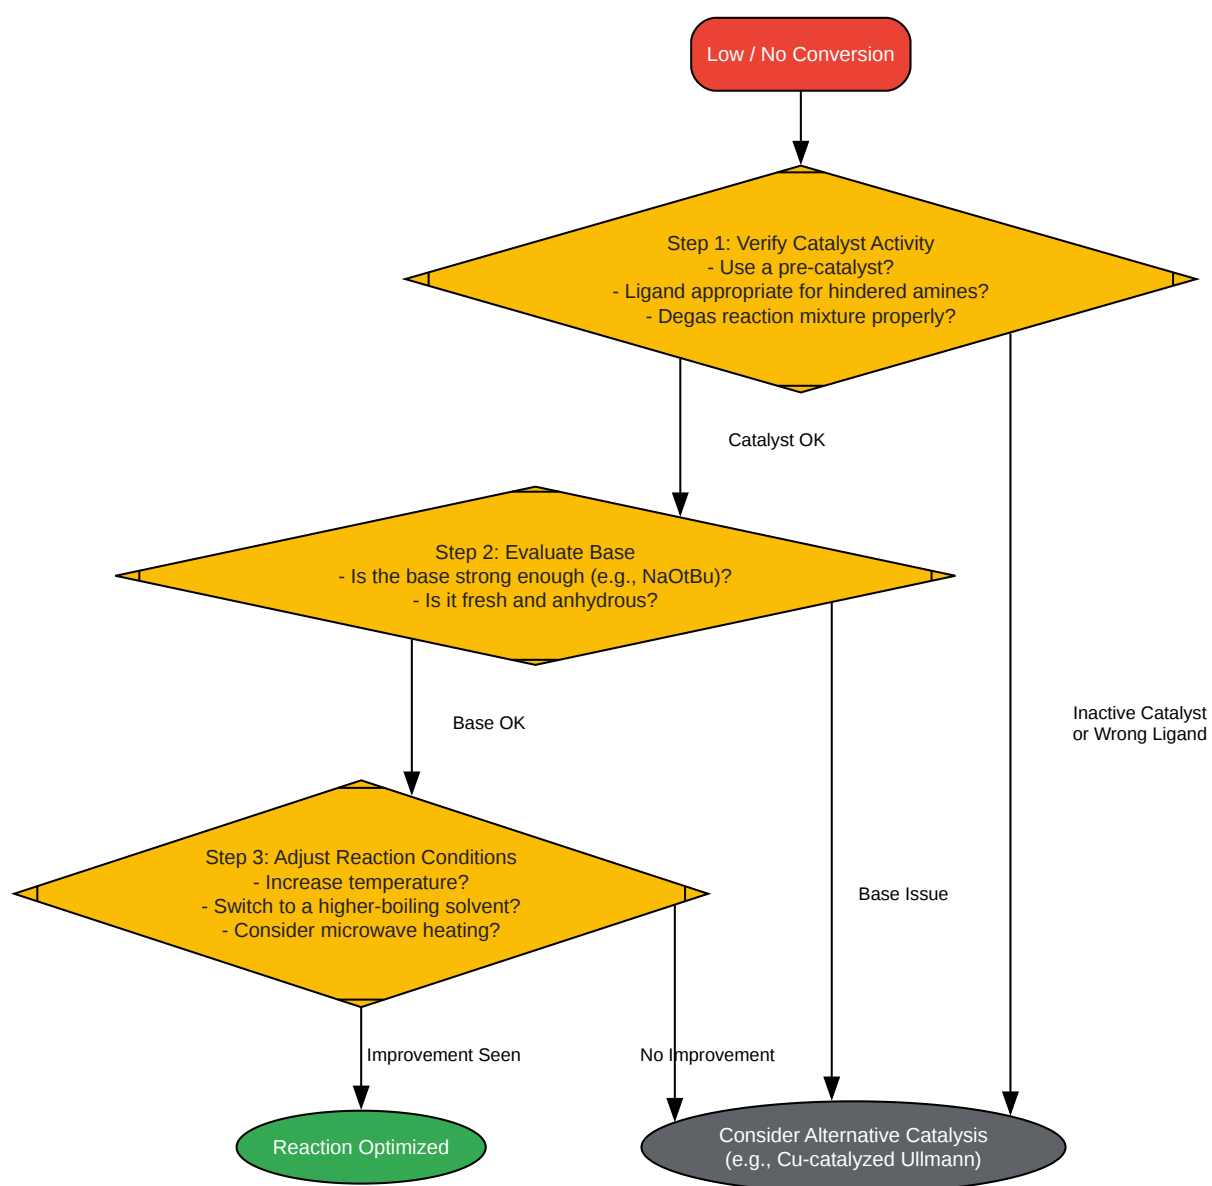 Low / No Conversion
Step 1: Verify Catalyst Activity
- Use a pre-catalyst?
- Ligand appropriate for hindered amines?
- Degas reaction mixture properly?
Catalyst OK
Step 2: Evaluate Base
- Is the base strong enough (e.g., NaOtBu)?
- Is it fresh and anhydrous?
Base OK
Inactive Catalyst
or Wrong Ligand
Step 3: Adjust Reaction Conditions
- Increase temperature?
- Switch to a higher-boiling solvent?
- Consider microwave heating?
Base Issue
Improvement Seen
No Improvement
Reaction Optimized
Consider Alternative Catalysis
(e.g., Cu-catalyzed Ullmann)